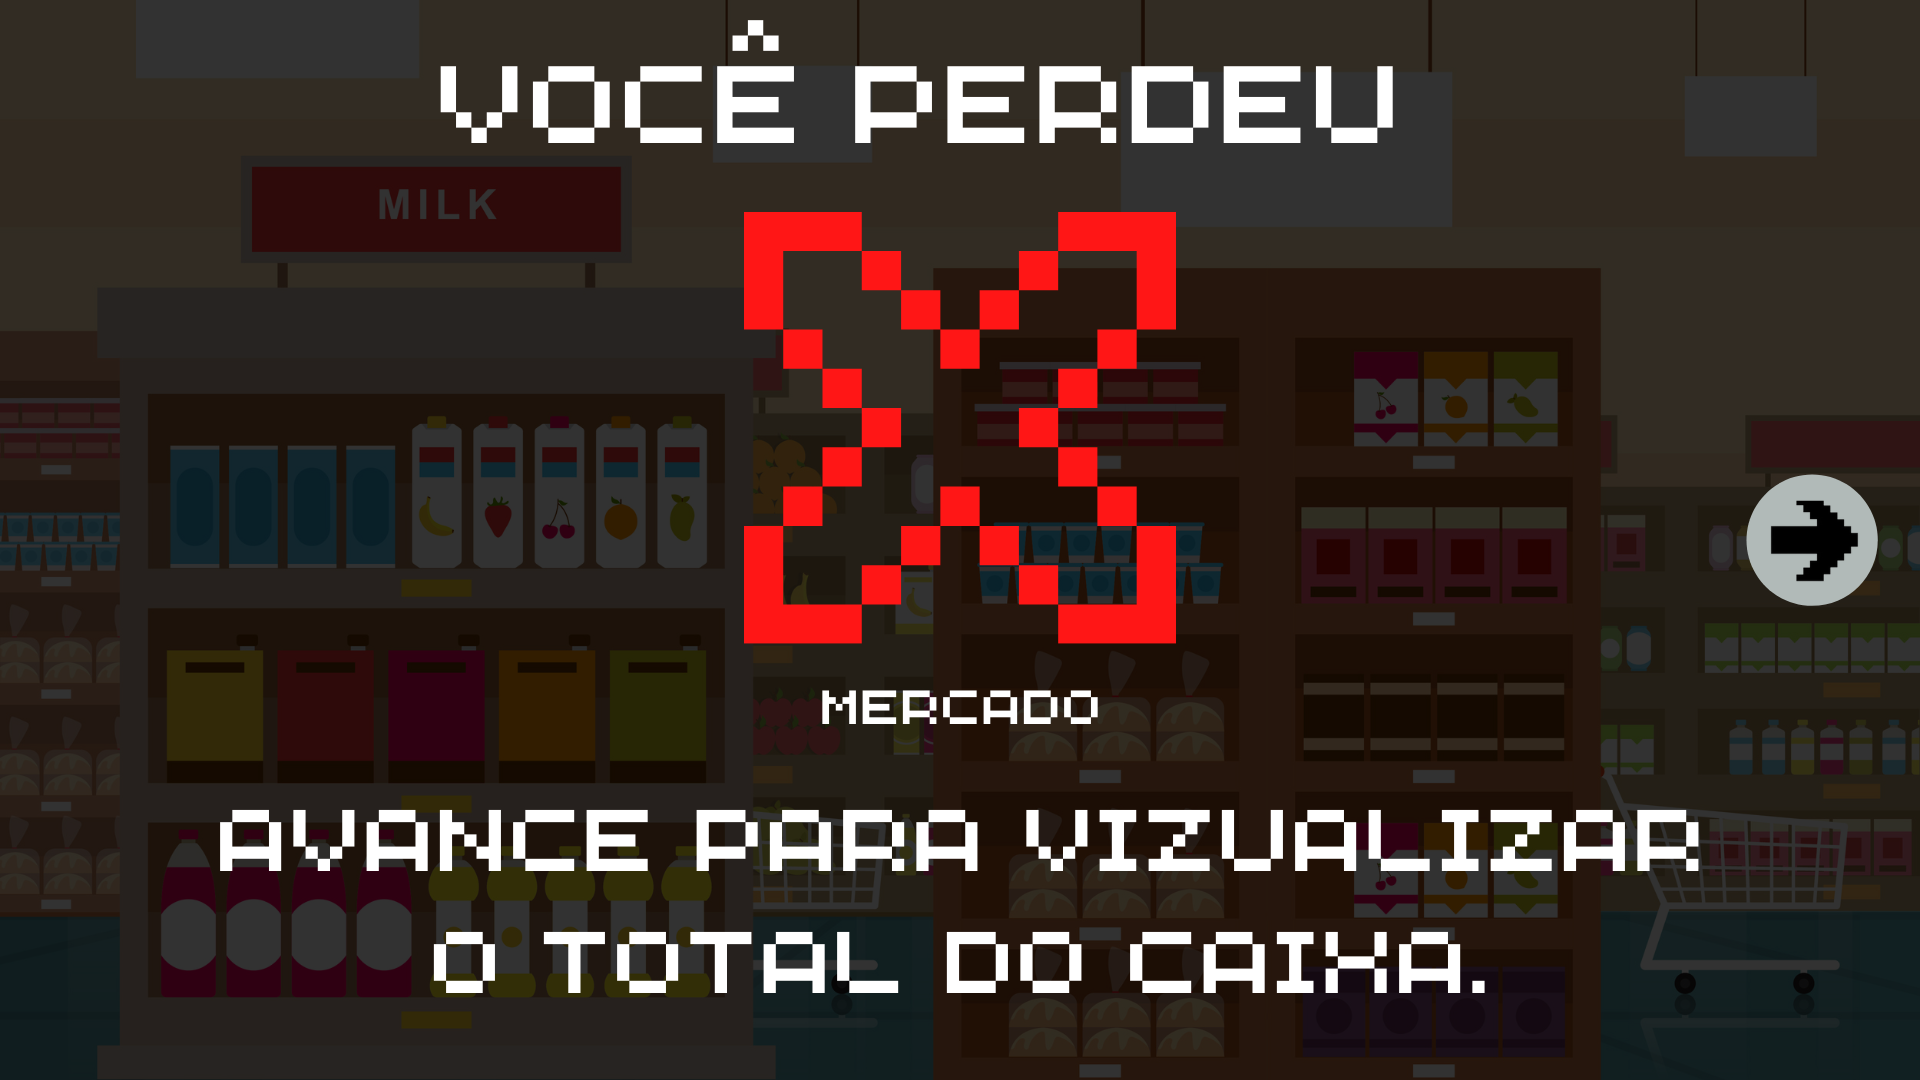 VOCÊ PERDEU
MILK
MERCADO
AVANCE PARA VIZUALIZAR
O TOTAL DO CAIXA.